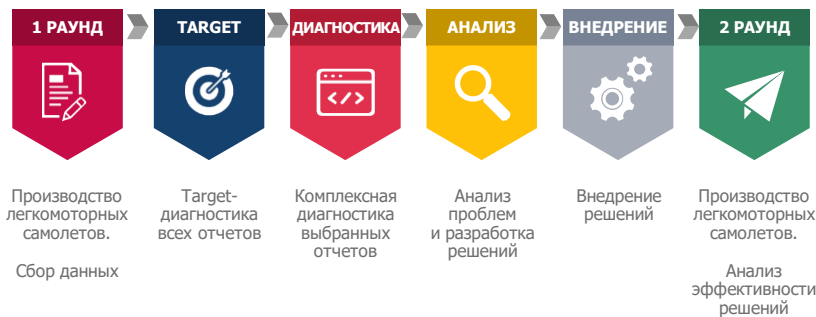 1 РАУНД
TARGET
ДИАГНОСТИКА
АНАЛИЗ
ВНЕДРЕНИЕ
2 РАУНД
</>
Производство
легкомоторных
самолетов.
Сбор данных
Target-
диагностика
всех отчетов
Комплексная
диагностика
выбранных
отчетов
Анализ
проблем
и разработка
решений
Внедрение
решений
Производство
легкомоторных
самолетов.
Анализ
эффективности
решений